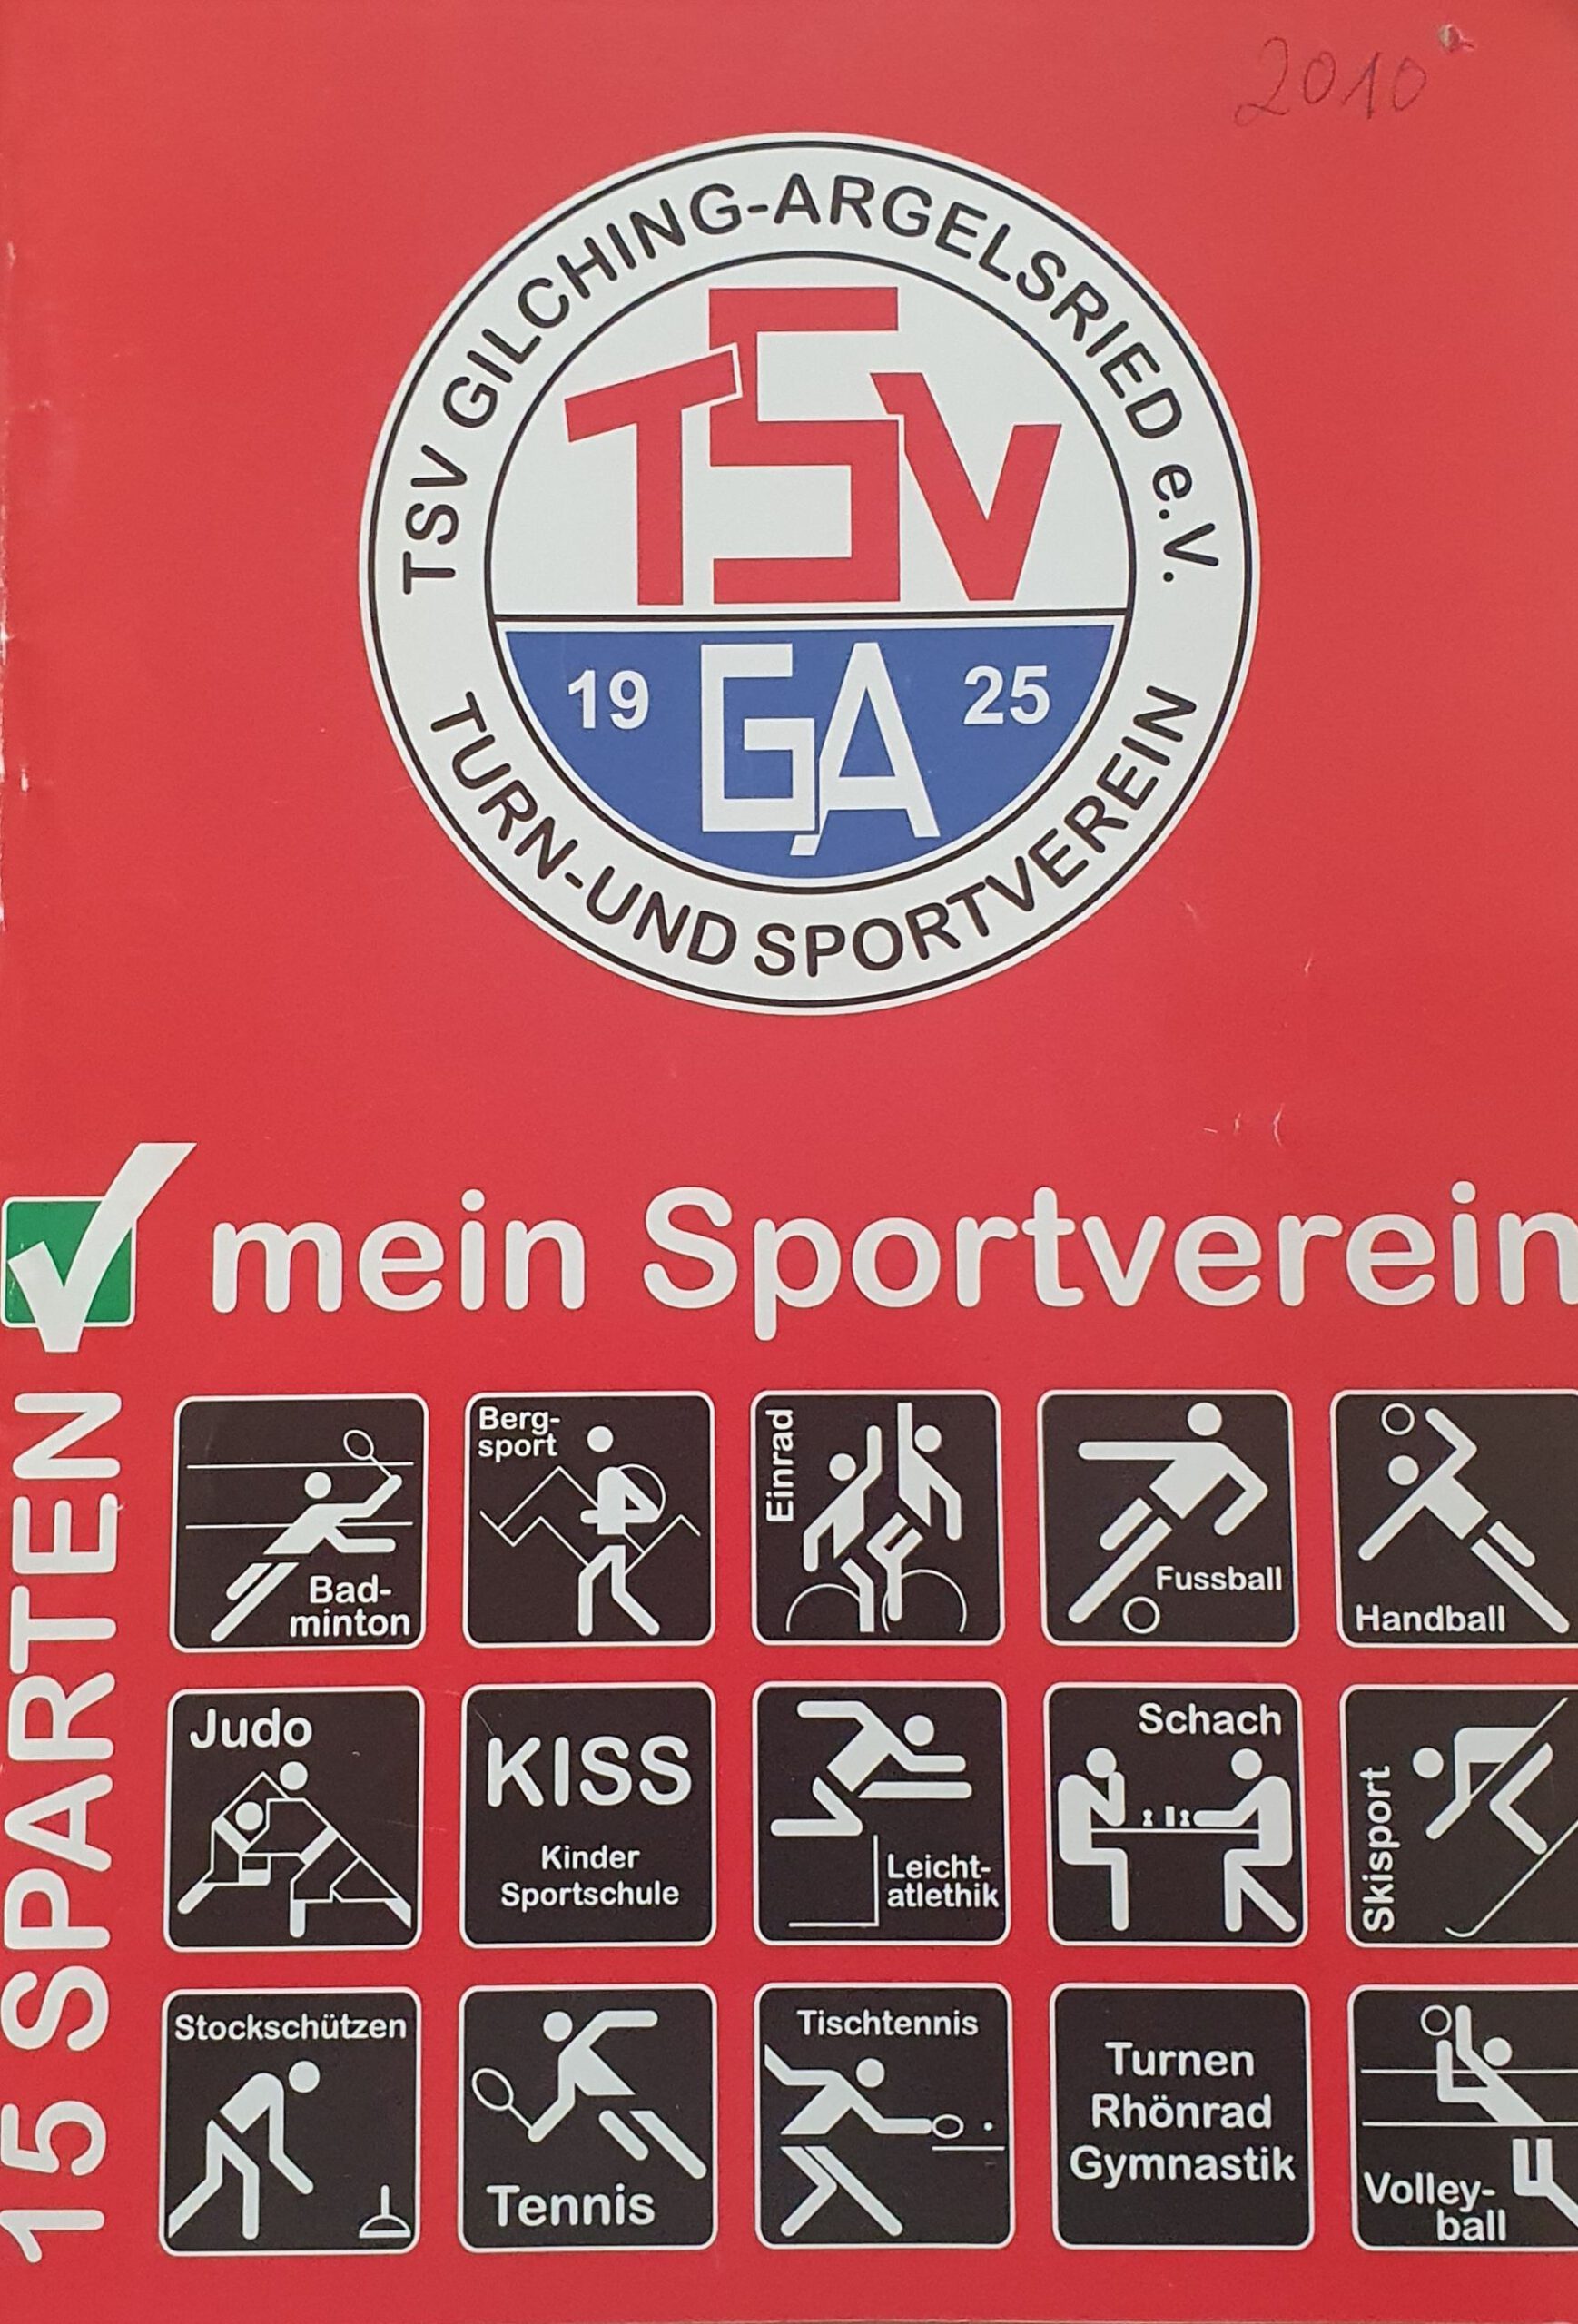 2010
TSV GILCHING-ARGELSRIED e.V.
TSV
19 GA 25
TURN-UND SPORTVEREIN
mein Sportverein
15 SPARTEN
Bad-
minton
Berg-
sport
Einrad
Fussball
Handball
Judo
KISS
Kinder
Sportschule
Leicht-
atlethik
Schach
Skisport
Stockschützen
Tennis
Tischtennis
Turnen
Rhönrad
Gymnastik
Volley-
ball